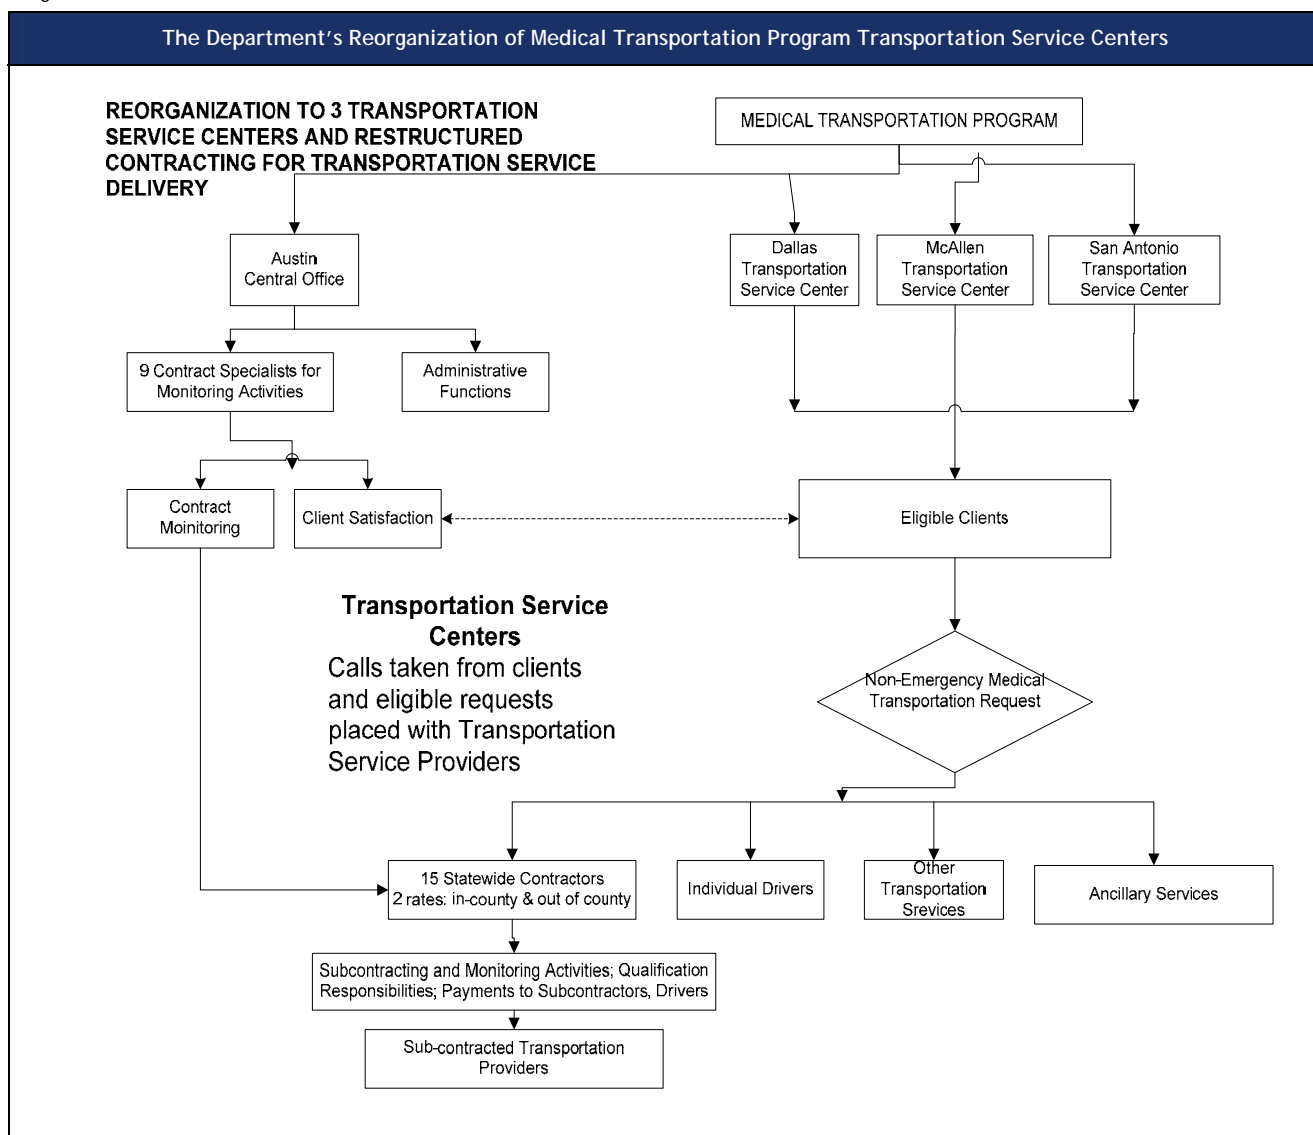 The Department's Reorganization of Medical Transportation Program Transportation Service Centers
REORGANIZATION TO 3 TRANSPORTATION
SERVICE CENTERS AND RESTRUCTURED
CONTRACTING FOR TRANSPORTATION SERVICE
DELIVERY
MEDICAL TRANSPORTATION PROGRAM
Austin
Central Office
Dallas
Transportation
Service Center
McAllen
Transportation
Service Center
San Antonio
Transportation
Service Center
9 Contract Specialists for
Monitoring Activities
Administrative
Functions
Contract
Moinitoring
Client Satisfaction
Eligible Clients
Transportation Service
Centers
Calls taken from clients
and eligible requests
placed with Transportation
Service Providers
Non-Emergency Medical
Transportation Request
15 Statewide Contractors
2 rates: in-county & out of county
Individual Drivers
Other
Transportation
Srevices
Ancillary Services
Subcontracting and Monitoring Activities; Qualification
Responsibilities; Payments to Subcontractors, Drivers
Sub-contracted Transportation
Providers